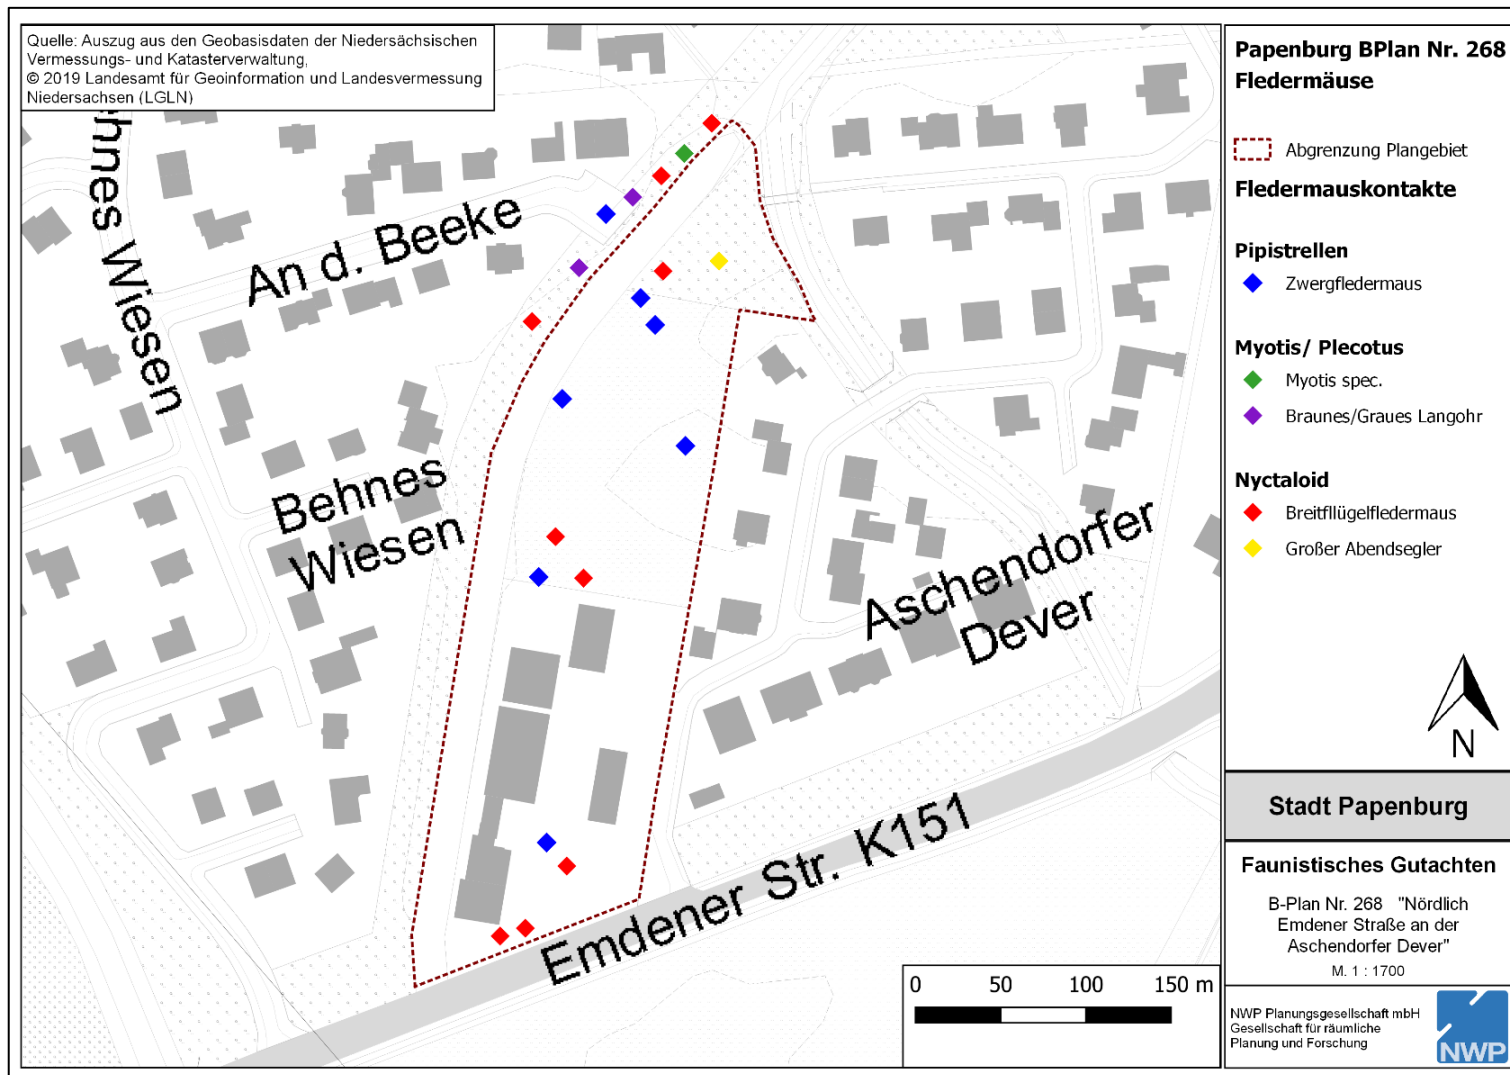 Quelle: Auszug aus den Geobasisdaten der Niedersächsischen
Vermessungs- und Katasterverwaltung,
© 2019 Landesamt für Geoinformation und Landesvermessung
Niedersachsen (LGLN)
hnes Wiesen
An d. Beeke
Behnes
Wiesen
Aschendorfer
Dever
Emdener Str. K151
0 50 100 150 m
Papenburg BPlan Nr. 268
Fledermäuse
Abgrenzung Plangebiet
Fledermauskontakte
Pipistrellen
Zwergfledermaus
Myotis/ Plecotus
Myotis spec.
Braunes/Graues Langohr
Nyctaloid
Breitfllügelfledermaus
Großer Abendsegler
N
Stadt Papenburg
Faunistisches Gutachten
B-Plan Nr. 268 "Nördlich
Emdener Straße an der
Aschendorfer Dever"
M. 1 : 1700
NWP Planungsgesellschaft mbH
Gesellschaft für räumliche
Planung und Forschung
NWP